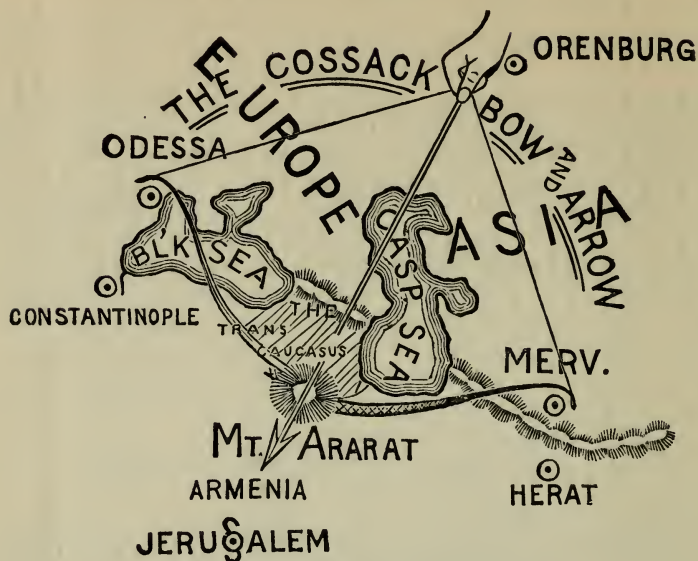 THE COSSACK BOW AND ARROW
ORENBURG
EUROPE
ODESSA
ASIA
BL'K SEA
CASP. SEA
CONSTANTINOPLE
THE
TRANS
CAUCASUS
MERV.
MT. ARARAT
ARMENIA
HERAT
JERUSALEM